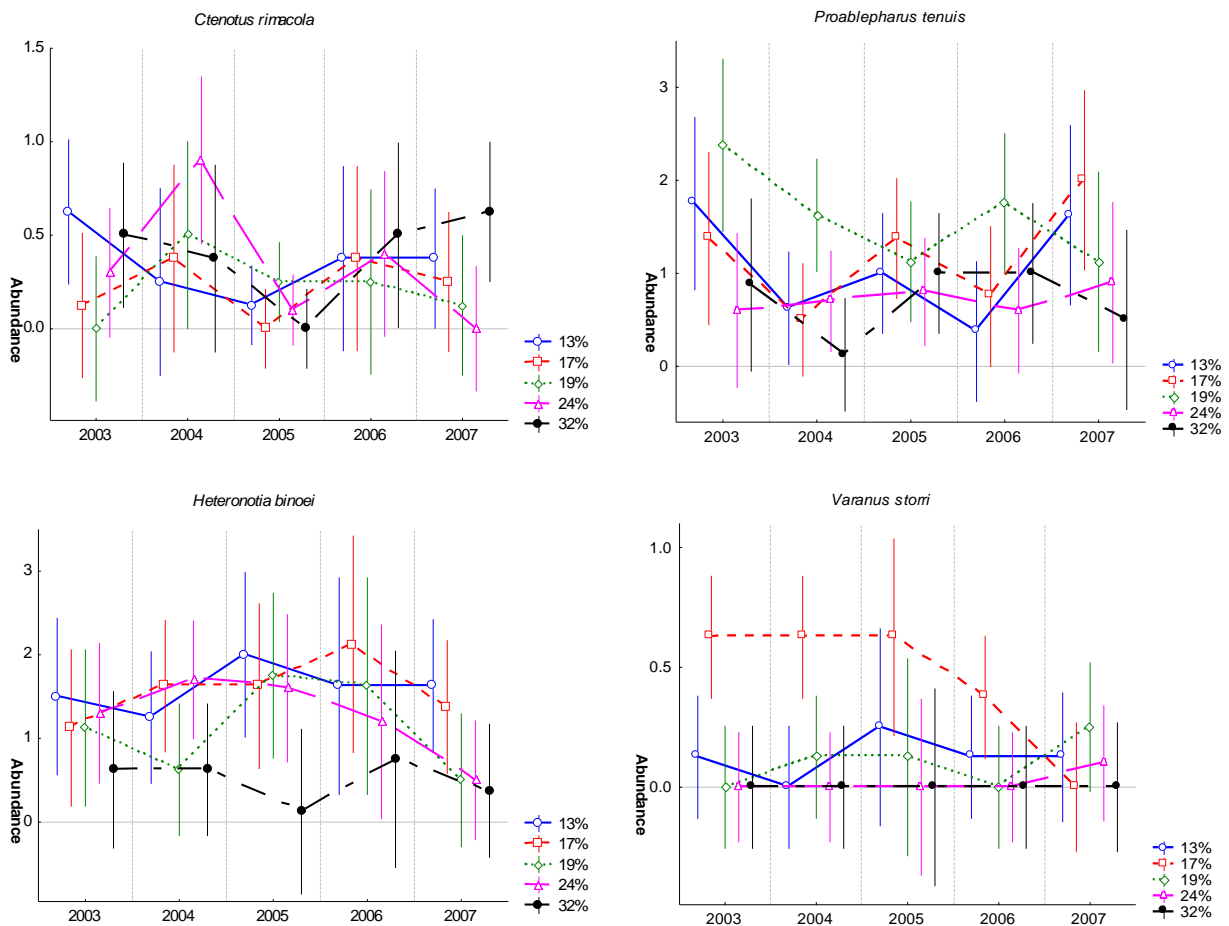 Ctenotus rimacola
1.5
1.0
0.5
0.0
Abundance
2003 2004 2005 2006 2007
13%
17%
19%
24%
32%
Proablepharus tenuis
3
2
1
0
Abundance
2003 2004 2005 2006 2007
13%
17%
19%
24%
32%
Heteronotia binoei
3
2
1
0
Abundance
2003 2004 2005 2006 2007
13%
17%
19%
24%
32%
Varanus storri
1.0
0.5
0.0
Abundance
2003 2004 2005 2006 2007
13%
17%
19%
24%
32%